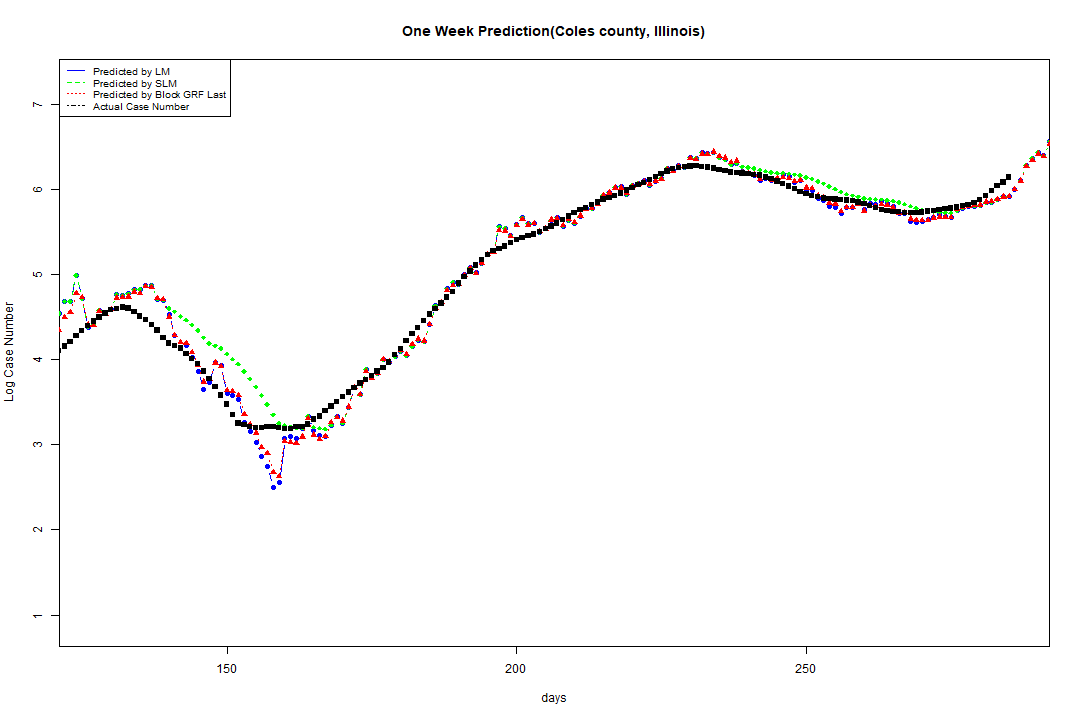 One Week Prediction(Coles county, Illinois)
Predicted by LM
Predicted by SLM
Predicted by Block GRF Last
Actual Case Number
7
6
5
4
3
2
1
Log Case Number
150
200
250
days